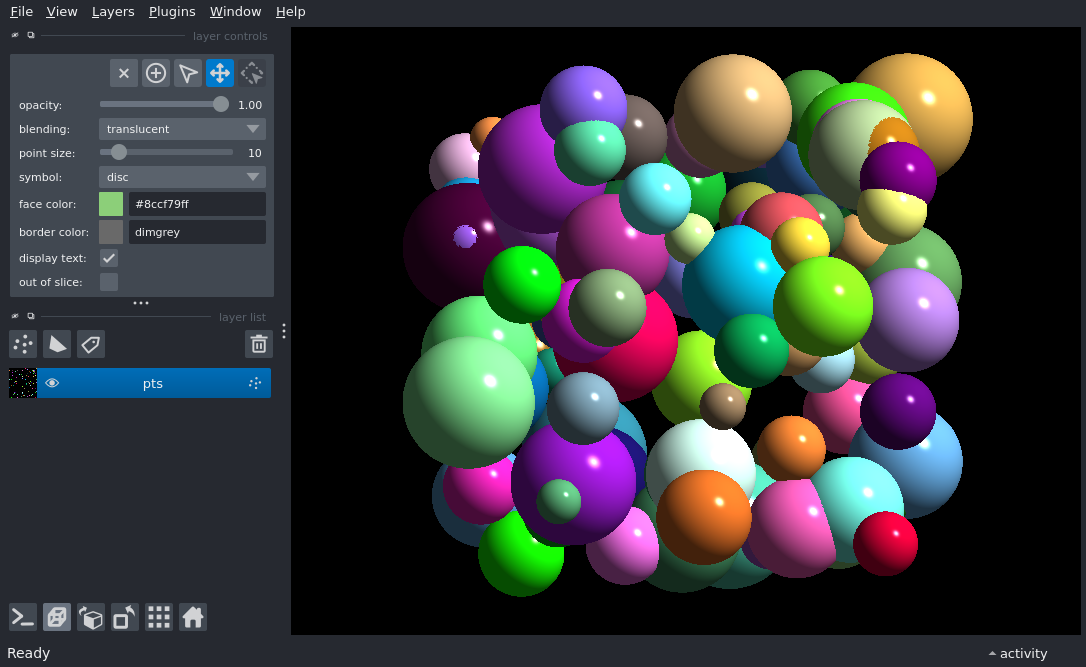 File View Layers Plugins Window Help
layer controls
opacity: 1.00
blending: translucent
point size: 10
symbol: disc
face color: #8ccf79ff
border color: dimgrey
display text:
out of slice:
layer list
pts
Ready
activity